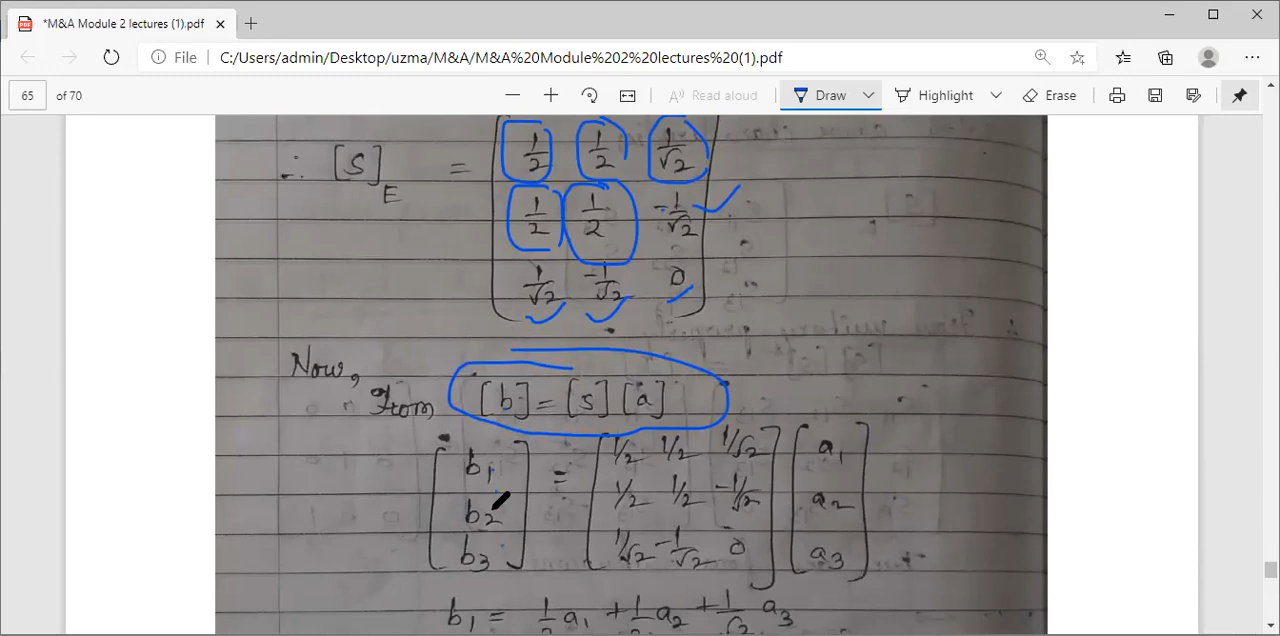 *M&A Module 2 lectures (1).pdf
File C:/Users/admin/Desktop/uzma/M&A/M&A%20Module%202%20lectures%20(1).pdf
65 of 70 Read aloud Draw Highlight Erase
1/2 1/2 1/√2
∴ [S]E =
1/2 1/2 -1/√2
1/√2 -1/√2 0
Now,
From [b] = [s] [a]
b1 1/2 1/2 1/√2 a1
=
b2 1/2 1/2 -1/√2 a2
b3 1/√2 -1/√2 0 a3
b1 = 1/2 a1 + 1/2 a2 + 1/√2 a3